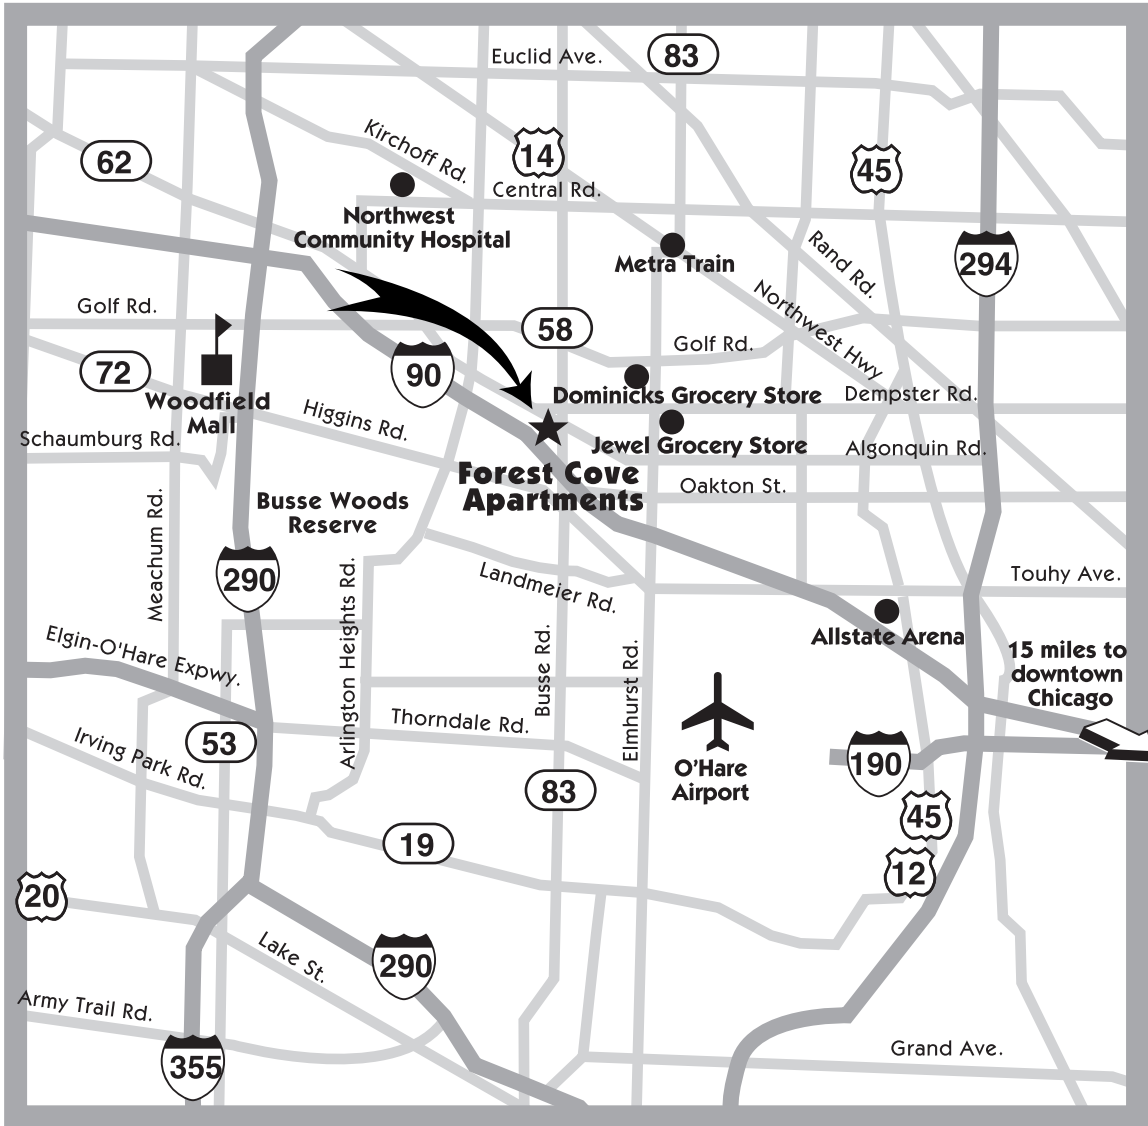 Euclid Ave.
83
62
Kirchoff Rd.
14
45
Central Rd.
Northwest
Community Hospital
Metra Train
Rand Rd.
294
Golf Rd.
58
Northwest Hwy
Golf Rd.
72
90
Woodfield
Mall
Dominicks Grocery Store
Dempster Rd.
Higgins Rd.
Schaumburg Rd.
Jewel Grocery Store
Algonquin Rd.
Forest Cove
Apartments
Oakton St.
Busse Woods
Reserve
Meachum Rd.
290
Arlington Heights Rd.
Landmeier Rd.
Touhy Ave.
Allstate Arena
Elgin-O'Hare Expwy.
Busse Rd.
Elmhurst Rd.
15 miles to
downtown
Chicago
53
Thorndale Rd.
Irving Park Rd.
O'Hare
Airport
190
83
45
19
12
20
Lake St.
290
Army Trail Rd.
355
Grand Ave.